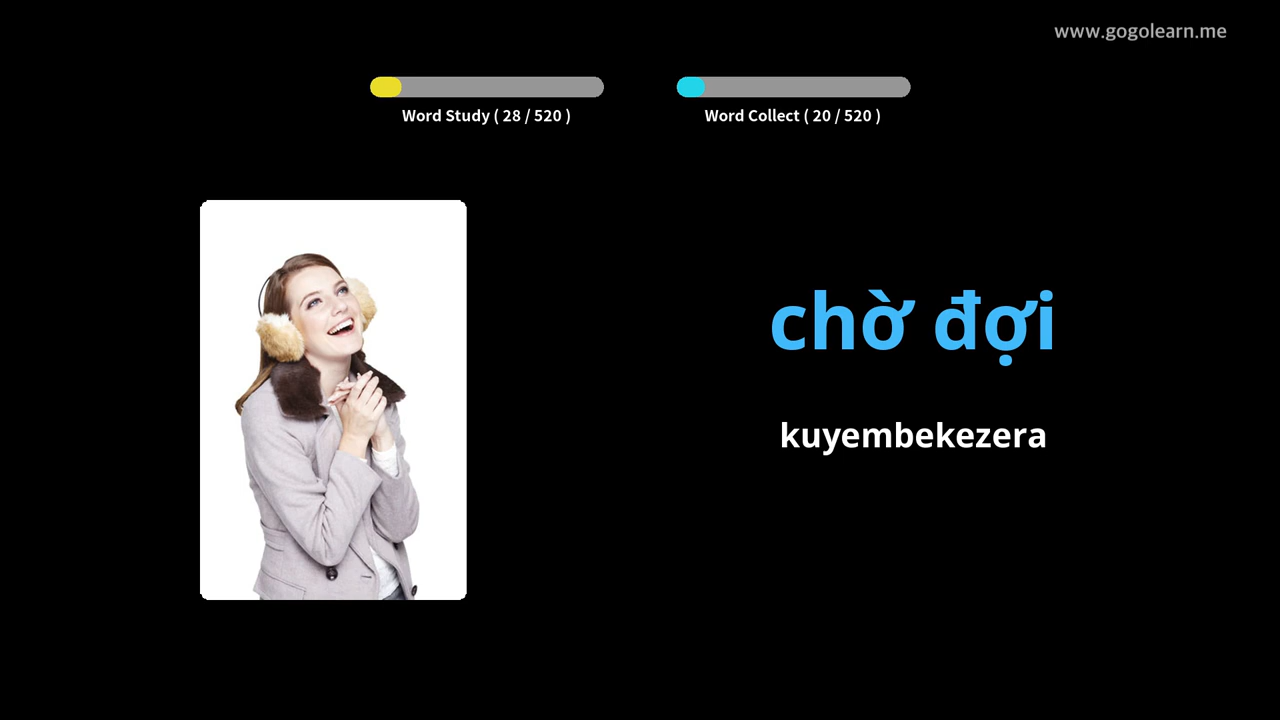 www.gogolearn.me
Word Study ( 28 / 520 )
Word Collect ( 20 / 520 )
chờ đợi
kuyembekezera